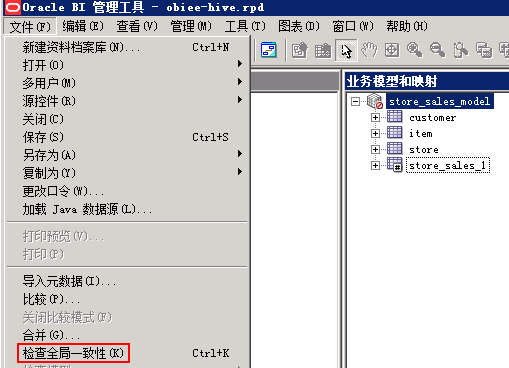 Oracle BI 管理工具 - obiee-hive.rpd
文件(F) 编辑(E) 查看(V) 管理(M) 工具(T) 图表(D) 窗口(W) 帮助(H)
新建资料档案库(N)... Ctrl+N
打开(O)
多用户(M)
源控件(R)
关闭(C)
保存(S) Ctrl+S
另存为(A)
复制为(Y)
更改口令(W)...
加载 Java 数据源(L)...
打印预览(V)...
打印(P)
导入元数据(I)...
比较(P)...
关闭比较模式(F)
合并(G)...
检查全局一致性(K) Ctrl+K
业务模型和映射
store_sales_model
customer
item
store
store_sales_1